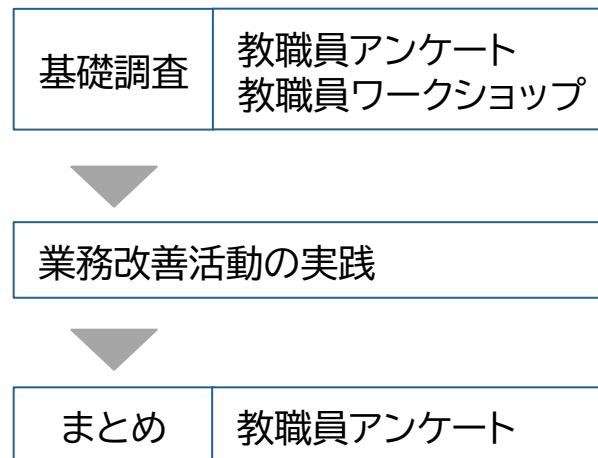 基礎調査
教職員アンケート
教職員ワークショップ
業務改善活動の実践
まとめ
教職員アンケート